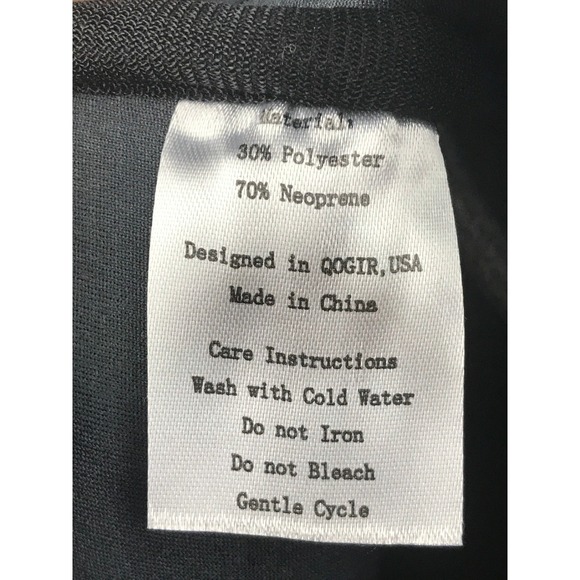 Material:
30% Polyester
70% Neoprene
Designed in QOGIR,USA
Made in China
Care Instructions
Wash with Cold Water
Do not Iron
Do not Bleach
Gentle Cycle